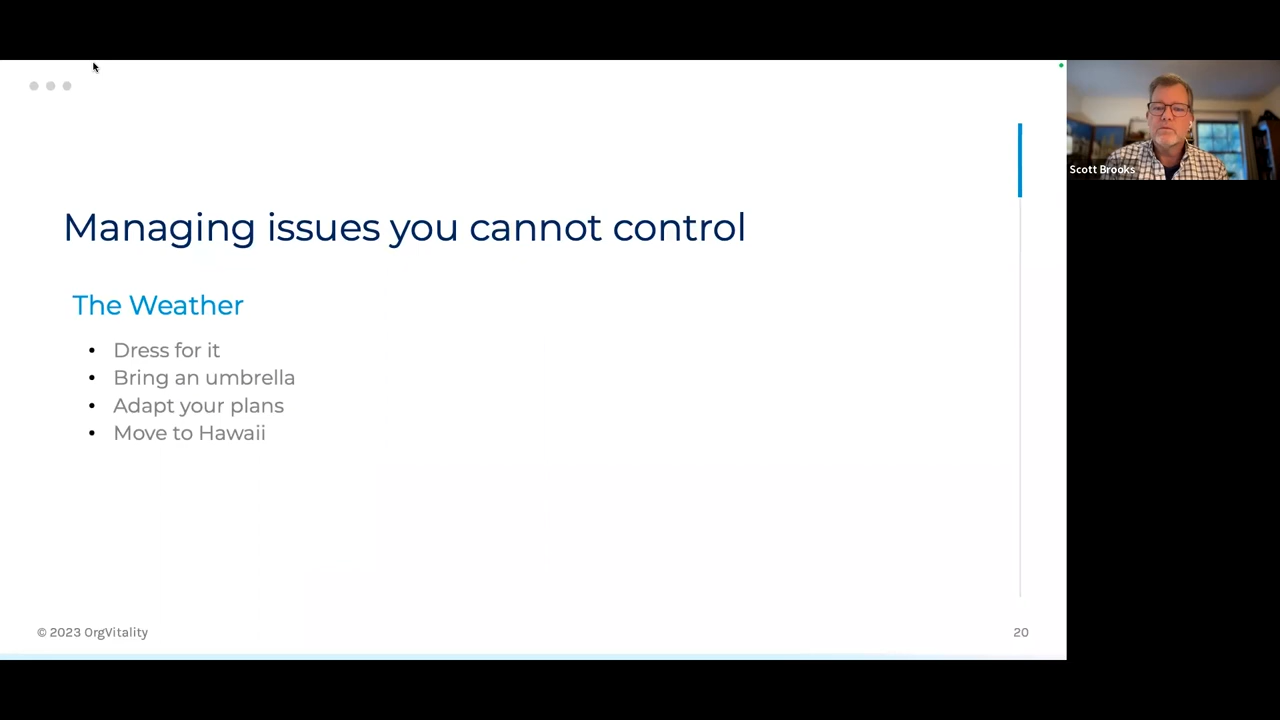 Managing issues you cannot control
The Weather
• Dress for it
• Bring an umbrella
• Adapt your plans
• Move to Hawaii
© 2023 OrgVitality
20
Scott Brooks